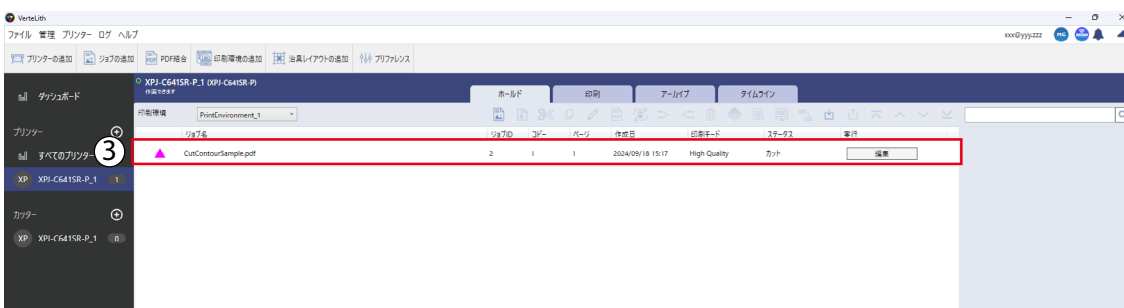 VerteLith
ファイル 管理 プリンター ログ ヘルプ
xxx@yyy.zzz
MC
プリンターの追加 ジョブの追加 PDF結合 印刷環境の追加 治具レイアウトの追加 プリファレンス
ダッシュボード
プリンター
すべてのプリンター
XP XPJ-C641SR-P_1 1
カッター
XP XPJ-C641SR-P_1 0
3
XPJ-C641SR-P_1 (XPJ-C641SR-P)
作画できます
ホールド 印刷 アーカイブ タイムライン
印刷環境 PrintEnvironment_1
ジョブ名 ジョブID コピー ページ 作成日 印刷モード ステータス 実行
CutContourSample.pdf 2 1 1 2024/09/18 15:17 High Quality カット 編集